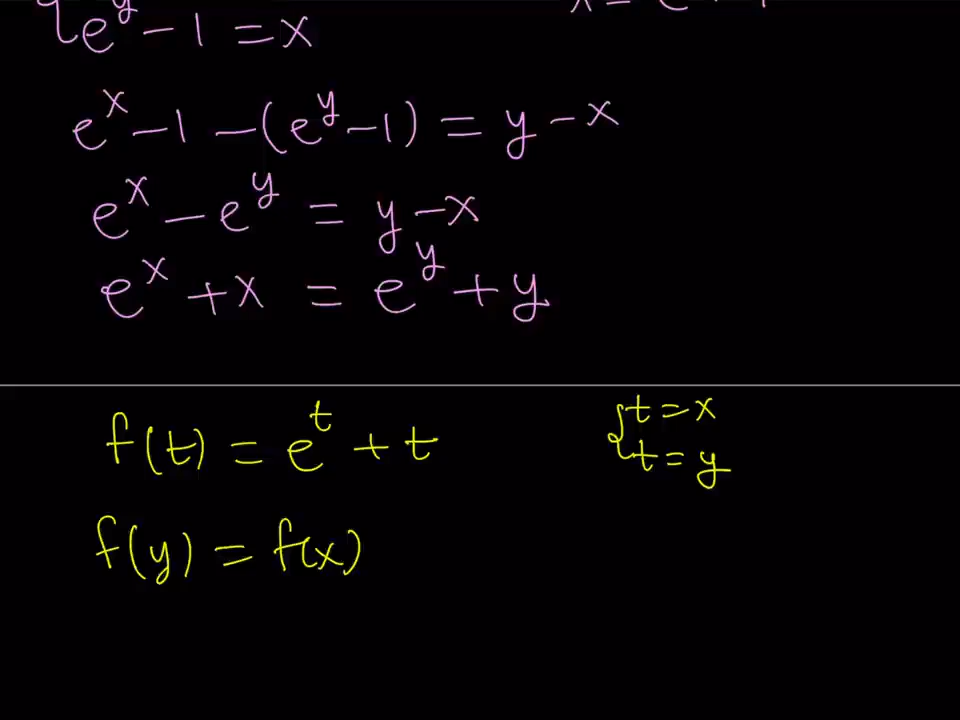 e^y - 1 = x
e^x - 1 - (e^y - 1) = y - x
e^x - e^y = y - x
e^x + x = e^y + y
f(t) = e^t + t
t = x
t = y
f(y) = f(x)